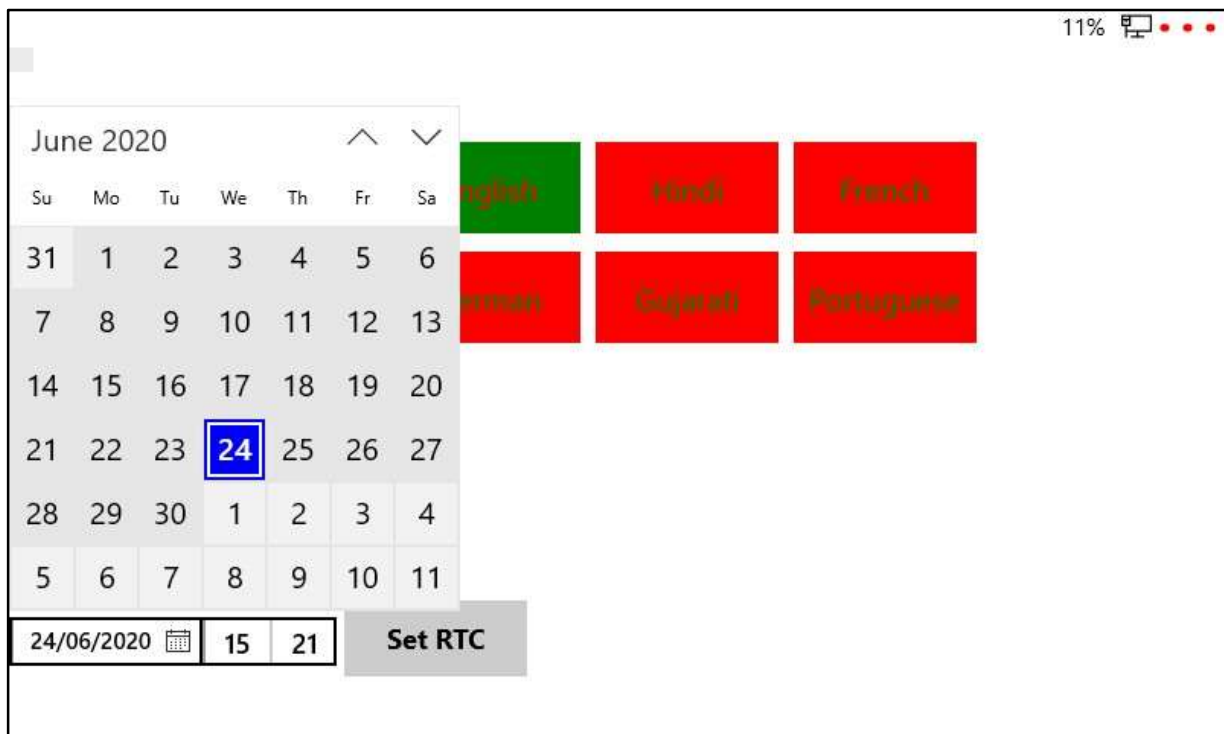 11%
June 2020
Su Mo Tu We Th Fr Sa
31 1 2 3 4 5 6
7 8 9 10 11 12 13
14 15 16 17 18 19 20
21 22 23 24 25 26 27
28 29 30 1 2 3 4
5 6 7 8 9 10 11
nglish Hindi French
erman Gujarati Portuguese
24/06/2020 15 21 Set RTC